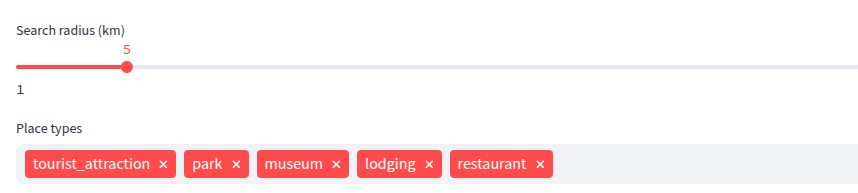 Search radius (km)
5
1
Place types
tourist_attraction × park × museum × lodging × restaurant ×